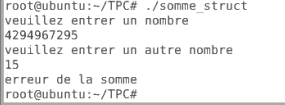 root@ubuntu:~/TPC# ./somme_struct
veuillez entrer un nombre
4294967295
veuillez entrer un autre nombre
15
erreur de la somme
root@ubuntu:~/TPC#